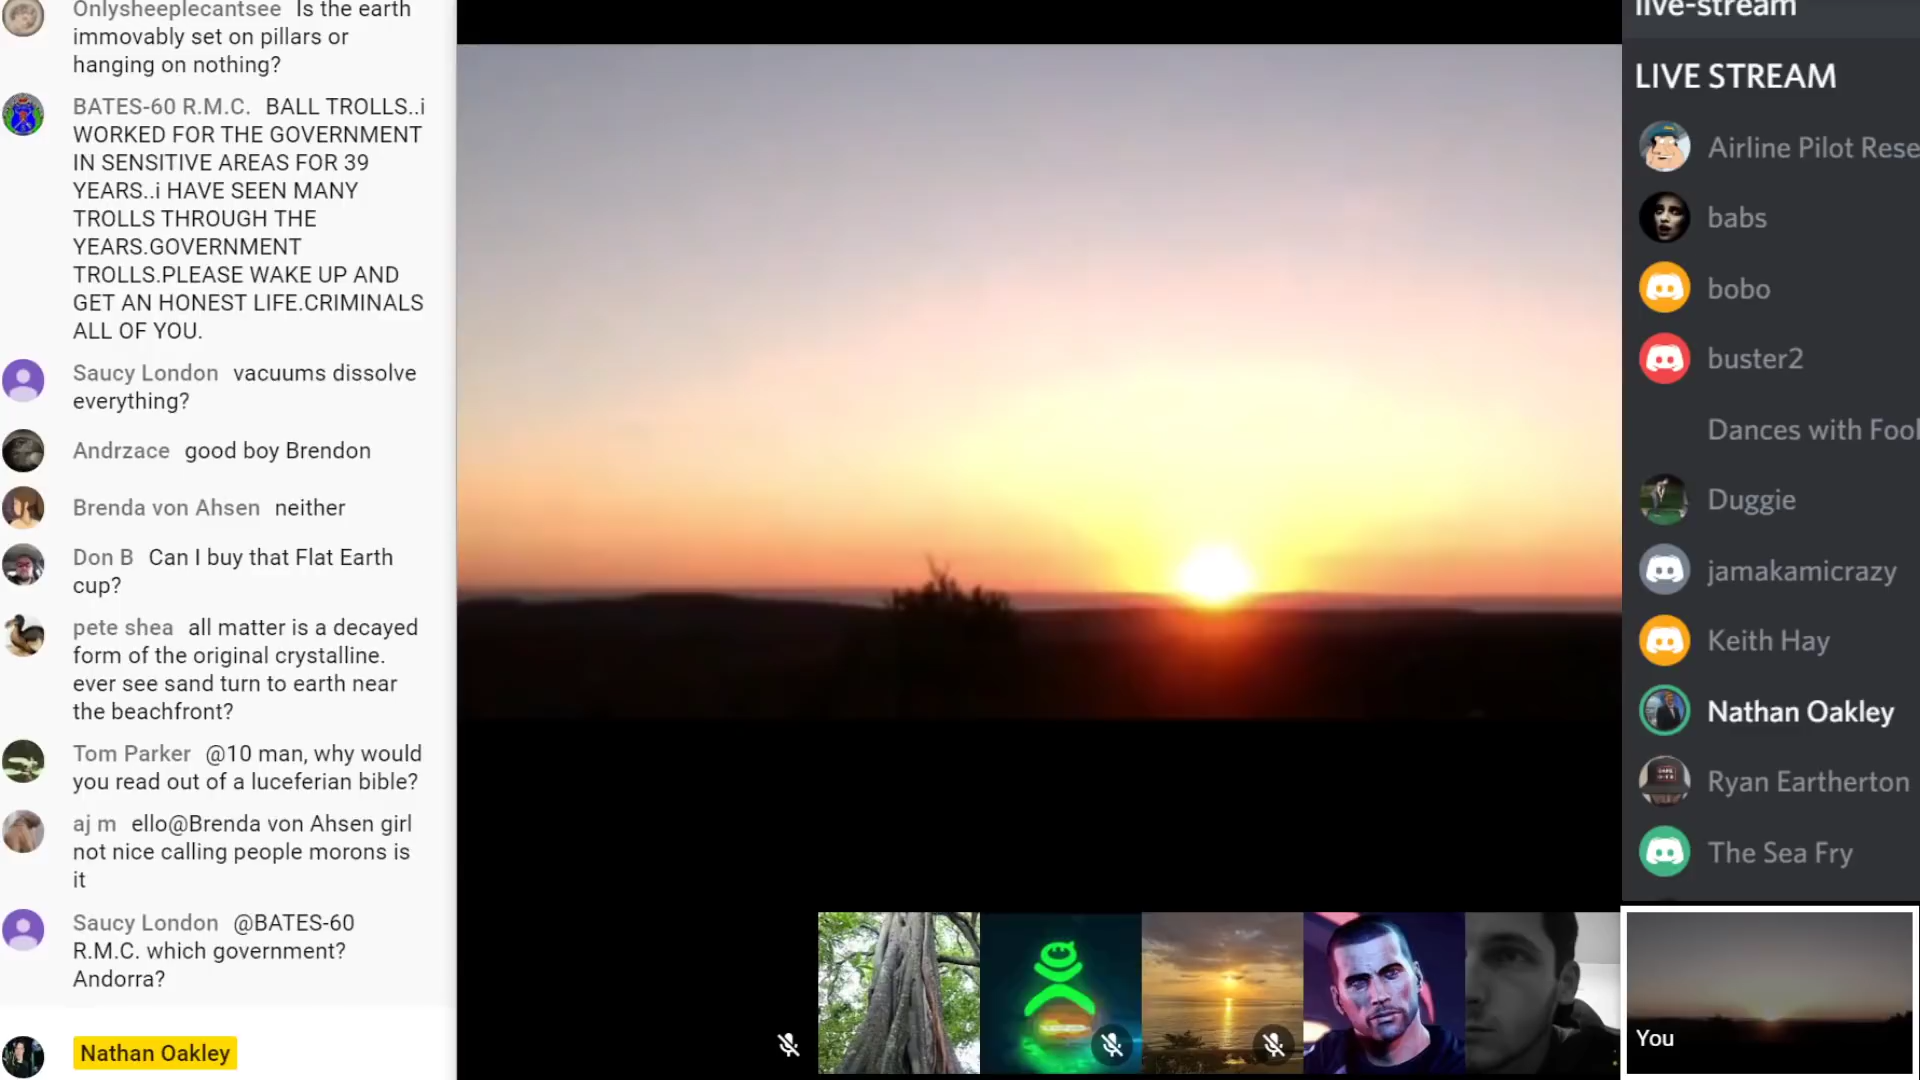 Onlysheeplecantsee Is the earth
immovably set on pillars or
hanging on nothing?
BATES-60 R.M.C. BALL TROLLS..i
WORKED FOR THE GOVERNMENT
IN SENSITIVE AREAS FOR 39
YEARS..i HAVE SEEN MANY
TROLLS THROUGH THE
YEARS.GOVERNMENT
TROLLS.PLEASE WAKE UP AND
GET AN HONEST LIFE.CRIMINALS
ALL OF YOU.
Saucy London vacuums dissolve
everything?
Andrzace good boy Brendon
Brenda von Ahsen neither
Don B Can I buy that Flat Earth
cup?
pete shea all matter is a decayed
form of the original crystalline.
ever see sand turn to earth near
the beachfront?
Tom Parker @10 man, why would
you read out of a luceferian bible?
aj m ello@Brenda von Ahsen girl
not nice calling people morons is
it
Saucy London @BATES-60
R.M.C. which government?
Andorra?
Nathan Oakley
live-stream
LIVE STREAM
Airline Pilot Rese
babs
bobo
buster2
Dances with Fool
Duggie
jamakamicrazy
Keith Hay
Nathan Oakley
Ryan Eartherton
The Sea Fry
You